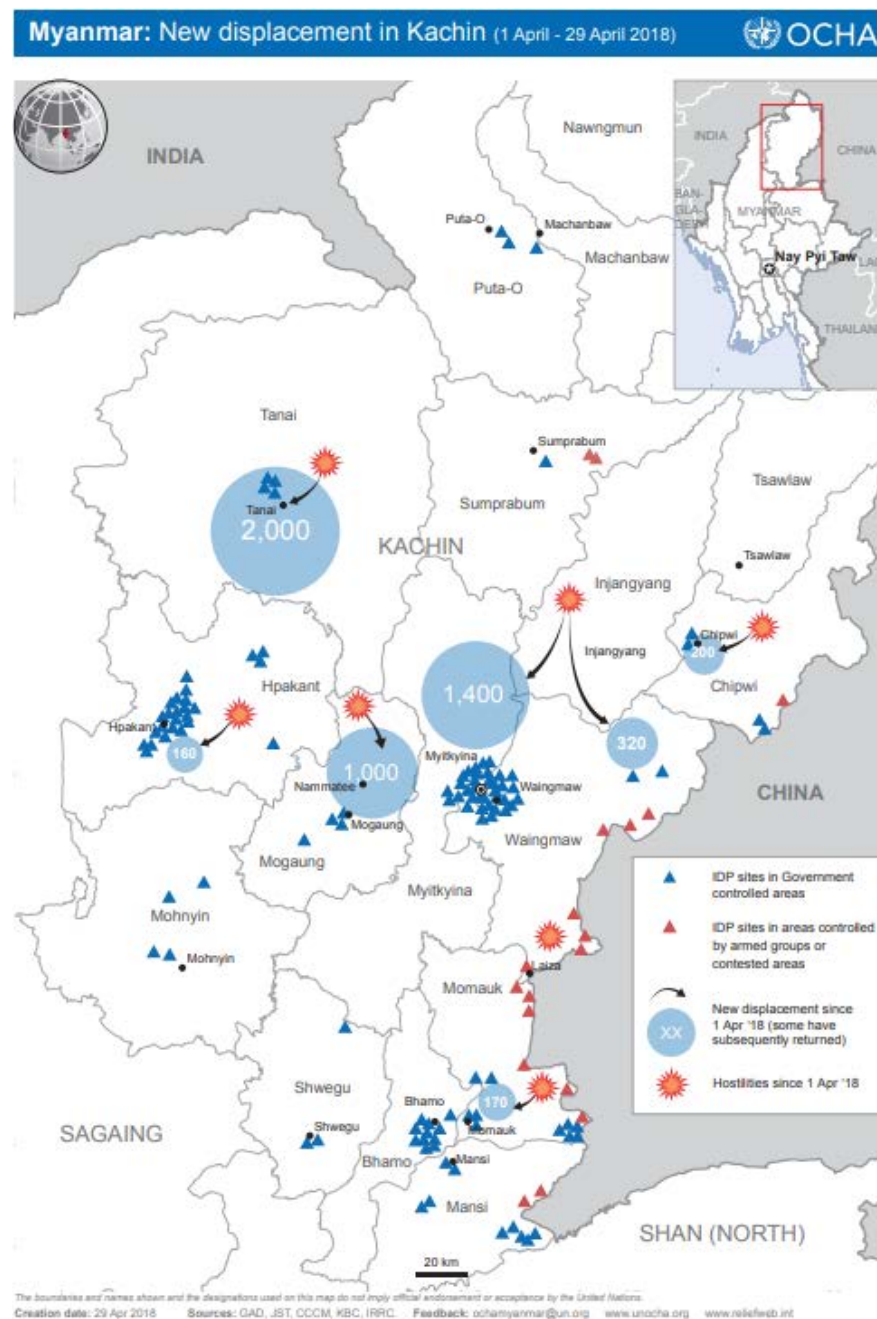 Myanmar: New displacement in Kachin (1 April - 29 April 2018)
OCHA
INDIA
Nawngmun
Puta-O
Machanbaw
Puta-O
Machanbaw
INDIA
CHINA
BAN-
GLA-
DESH
MYANMAR
Nay Pyi Taw
LA
THAILAN
Tanai
Sumprabum
Tanai
2,000
Sumprabum
Tsawlaw
KACHIN
Tsawlaw
Injangyang
Chipwi
200
Injangyang
Chipwi
Hpakant
1,400
Hpakant
320
160
Myitkyina
1,000
Nammatee
Waingmaw
CHINA
Mogaung
Waingmaw
Mogaung
Myitkyina
Mohnyin
Mohnyin
Laiza
Momauk
IDP sites in Government
controlled areas
IDP sites in areas controlled
by armed groups or
contested areas
XX
New displacement since
1 Apr '18 (some have
subsequently returned)
Hostilities since 1 Apr '18
Shwegu
Bhamo
170
SAGAING
Shwegu
Momauk
Bhamo
Mansi
Mansi
SHAN (NORTH)
20 km
The boundaries and names shown and the designations used on this map do not imply official endorsement or acceptance by the United Nations.
Creation date: 29 Apr 2018 Sources: GAD, JST, CCCM, KBC, IRRC. Feedback: ochamyanmar@un.org www.unocha.org www.reliefweb.int